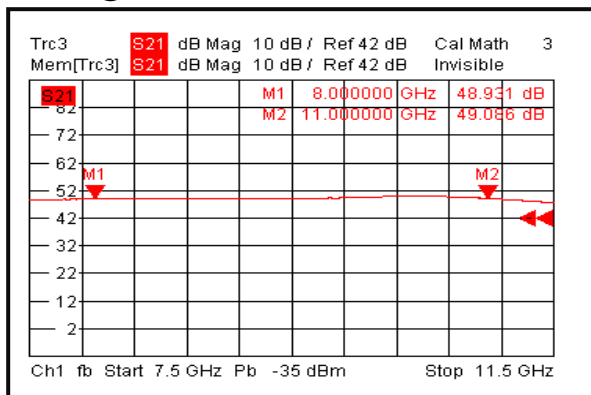 Trc3 S21 dB Mag 10 dB / Ref 42 dB Cal Math 3
Mem[Trc3] S21 dB Mag 10 dB / Ref 42 dB Invisible
S21 M1 8.000000 GHz 48.931 dB
82 M2 11.000000 GHz 49.086 dB
72
62
M1 M2
52
42
32
22
12
2
Ch1 fb Start 7.5 GHz Pb -35 dBm Stop 11.5 GHz